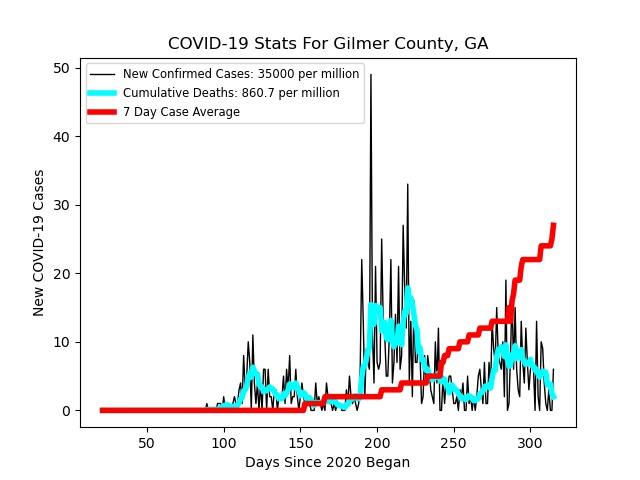 COVID-19 Stats For Gilmer County, GA
New Confirmed Cases: 35000 per million
Cumulative Deaths: 860.7 per million
7 Day Case Average
50
40
30
20
10
0
New COVID-19 Cases
50 100 150 200 250 300
Days Since 2020 Began